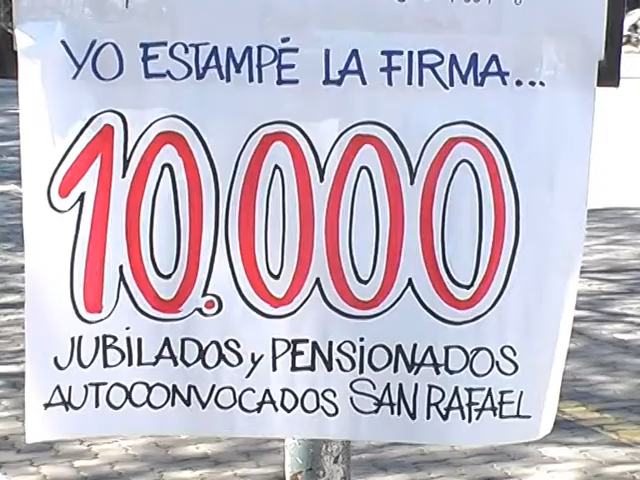 YO ESTAMPÉ LA FIRMA...
10.000
JUBILADOS y PENSIONADOS
AUTOCONVOCADOS SAN RAFAEL